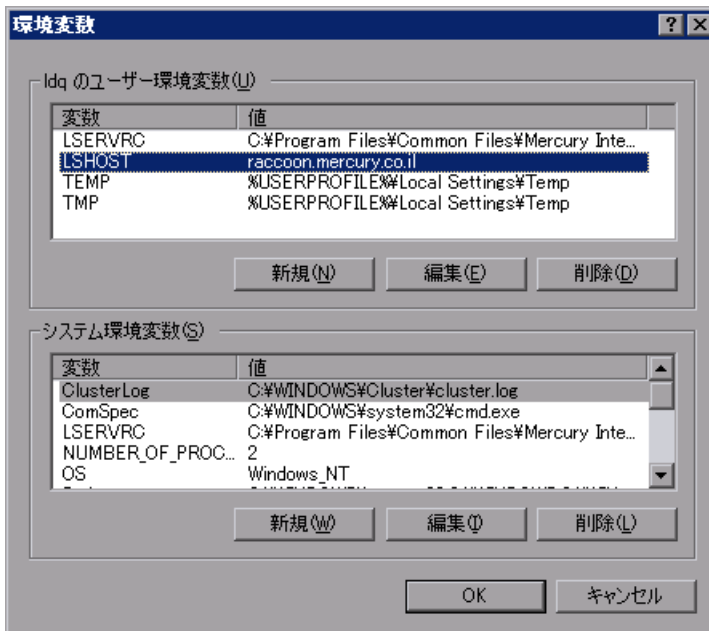 環境変数
ldq のユーザー環境変数(U)
変数 値
LSERVRC C:¥Program Files¥Common Files¥Mercury Inte...
LSHOST raccoon.mercury.co.il
TEMP %USERPROFILE%¥Local Settings¥Temp
TMP %USERPROFILE%¥Local Settings¥Temp
新規(N) 編集(E) 削除(D)
システム環境変数(S)
変数 値
ClusterLog C:¥WINDOWS¥Cluster¥cluster.log
ComSpec C:¥WINDOWS¥system32¥cmd.exe
LSERVRC C:¥Program Files¥Common Files¥Mercury Inte...
NUMBER_OF_PROC... 2
OS Windows_NT
新規(W) 編集(I) 削除(L)
OK キャンセル